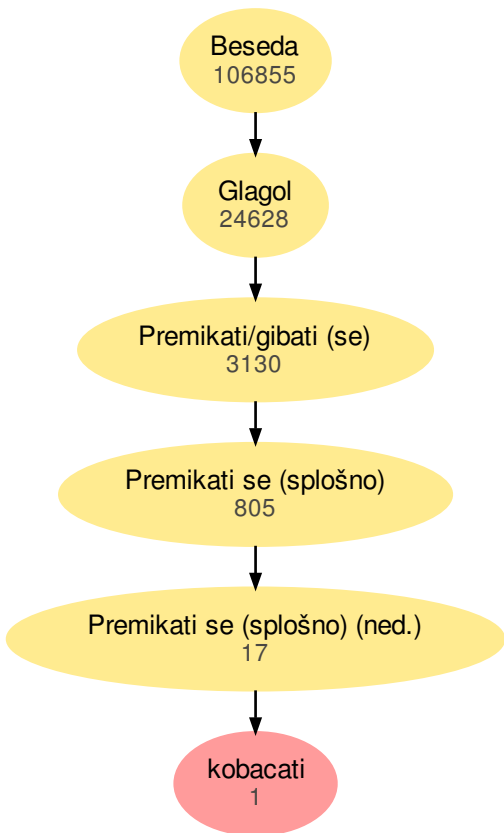 Beseda
106855
Glagol
24628
Premikati/gibati (se)
3130
Premikati se (splošno)
805
Premikati se (splošno) (ned.)
17
kobacati
1